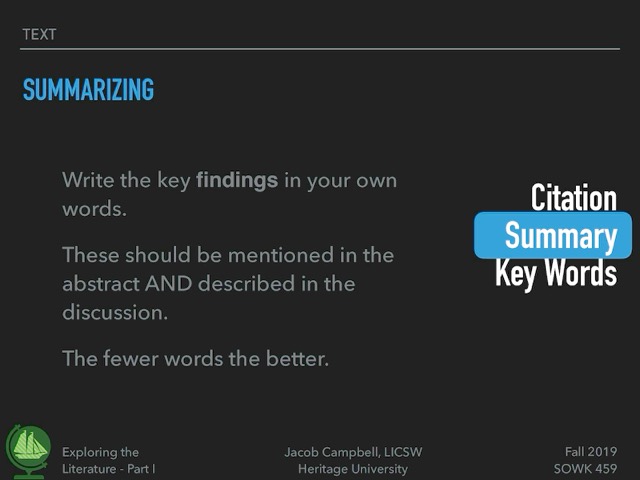 TEXT
SUMMARIZING
Write the key findings in your own
words.
These should be mentioned in the
abstract AND described in the
discussion.
The fewer words the better.
Citation
Summary
Key Words
Exploring the
Literature - Part I
Jacob Campbell, LICSW
Heritage University
Fall 2019
SOWK 459